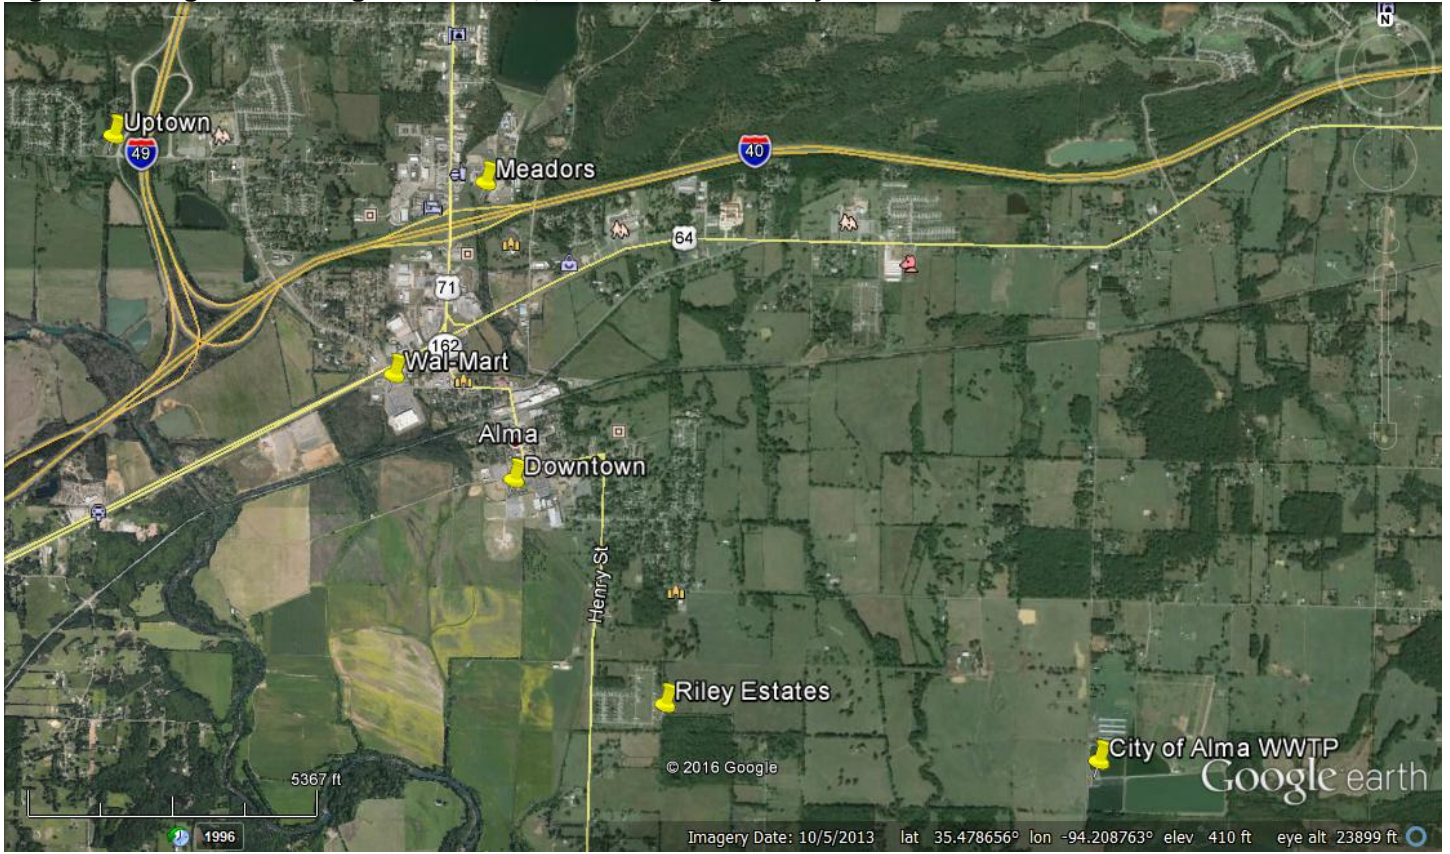 N
Uptown
49
40
Meadors
64
71
162
Wal-Mart
Alma
Downtown
Henry St
Riley Estates
City of Alma WWTP
© 2016 Google
Google earth
5367 ft
1996
Imagery Date: 10/5/2013 lat 35.478656° lon -94.208763° elev 410 ft eye alt 23899 ft